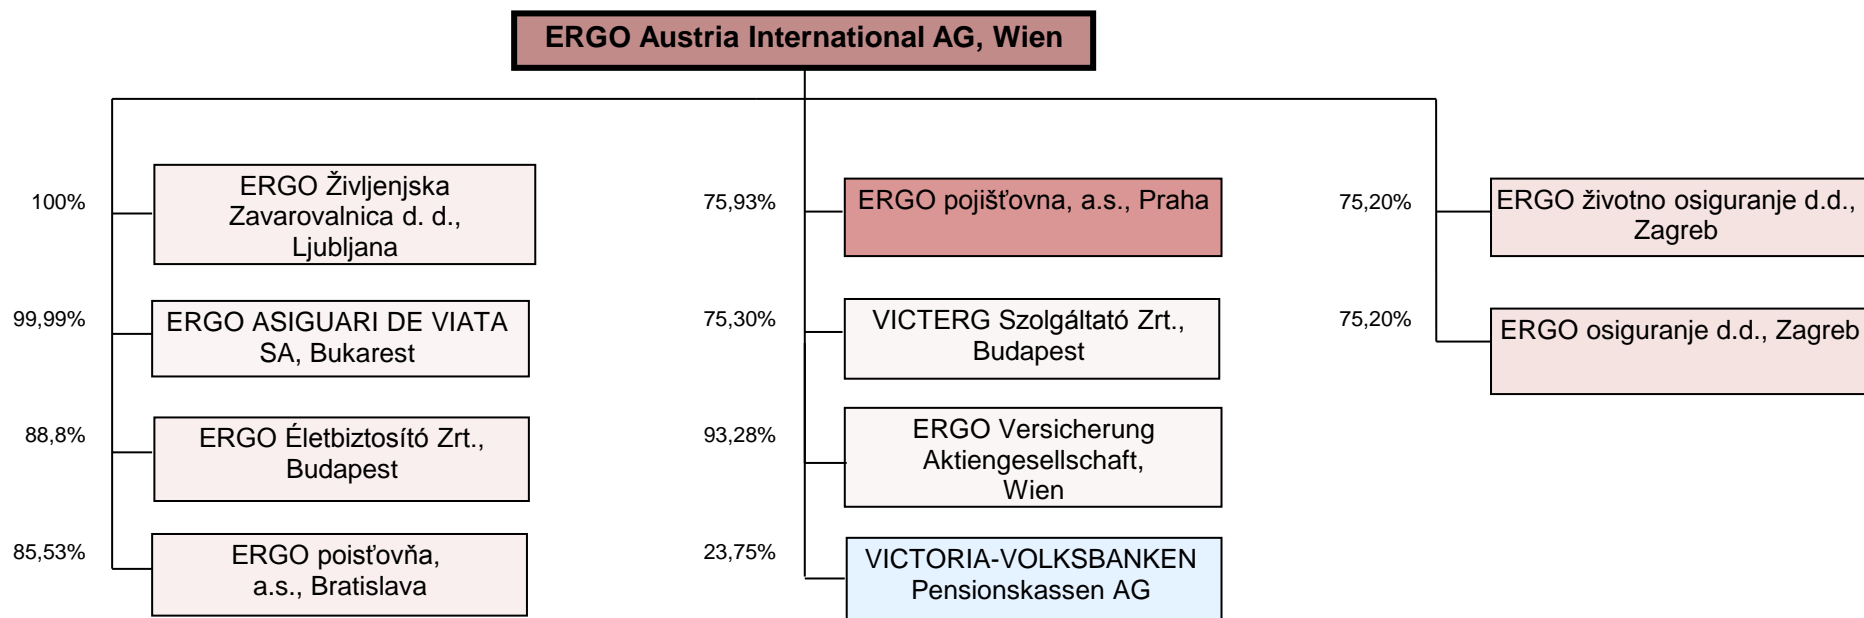 ERGO Austria International AG, Wien
100%
ERGO Življenjska
Zavarovalnica d. d.,
Ljubljana
99,99%
ERGO ASIGUARI DE VIATA
SA, Bukarest
88,8%
ERGO Életbiztosító Zrt.,
Budapest
85,53%
ERGO poisťovňa,
a.s., Bratislava
75,93%
ERGO pojišťovna, a.s., Praha
75,30%
VICTERG Szolgáltató Zrt.,
Budapest
93,28%
ERGO Versicherung
Aktiengesellschaft,
Wien
23,75%
VICTORIA-VOLKSBANKEN
Pensionskassen AG
75,20%
ERGO životno osiguranje d.d.,
Zagreb
75,20%
ERGO osiguranje d.d., Zagreb